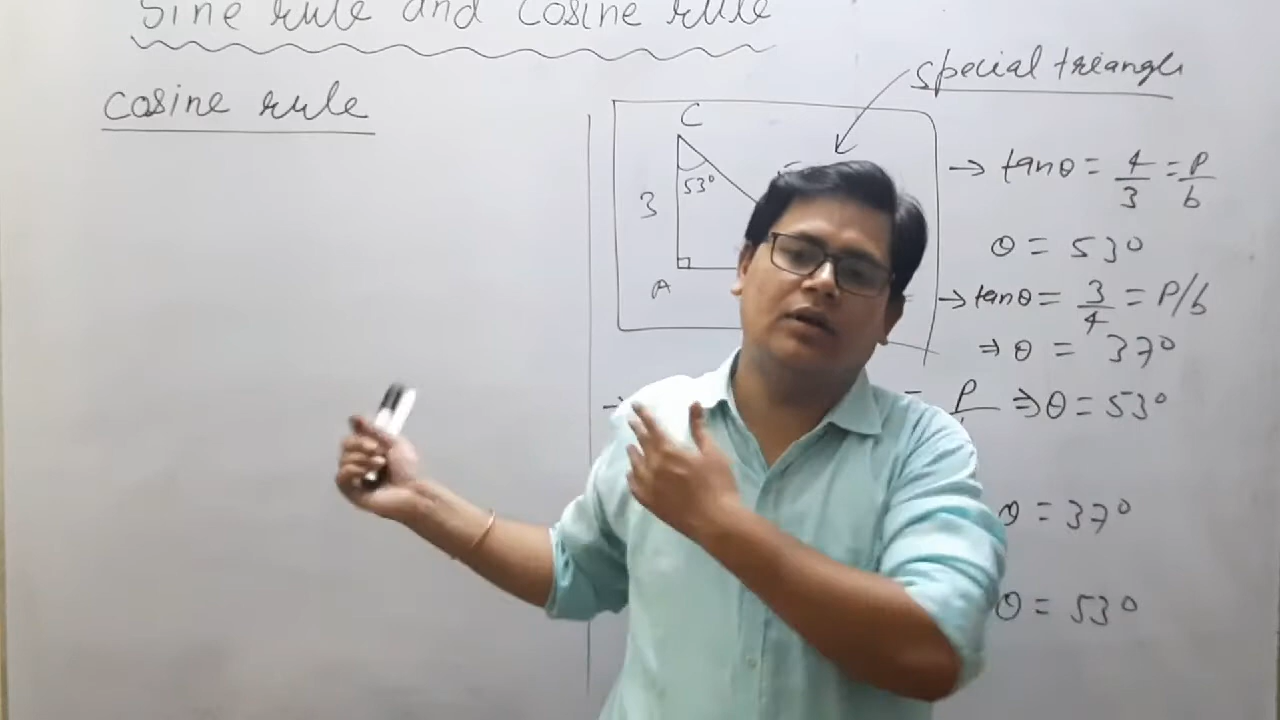 Sine rule and Cosine rule
cosine rule
special triangle
C
53°
3
A
→ tanθ = 4/3 = P/b
θ = 53°
→ tanθ = 3/4 = P/b
⇒ θ = 37°
→
= P ⇒ θ = 53°
θ = 37°
θ = 53°